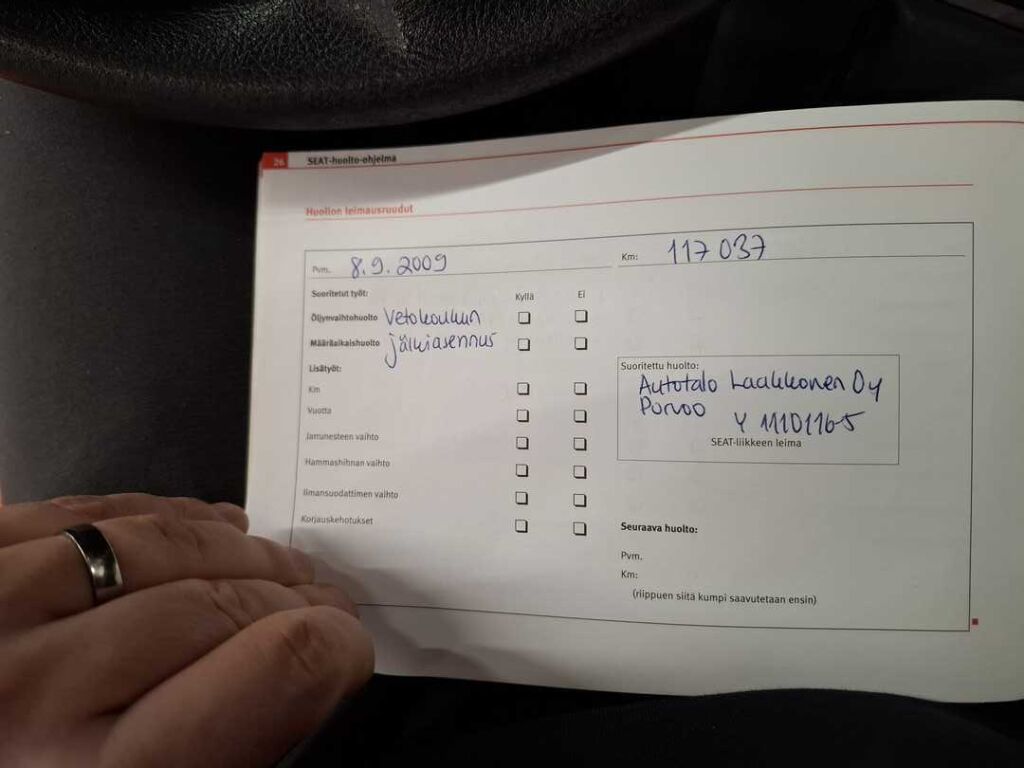 26 SEAT-huolto-ohjelma
Huollon leimausruudut
Pvm. 8.9.2009
Km: 117 037
Suoritetut työt:
Kyllä Ei
Öljynvaihtohuolto Vetokoukun
Määräaikaishuolto jälkiasennus
Lisätyöt:
Km
Vuotta
Jarrunesteen vaihto
Hammashihnan vaihto
Ilmansuodattimen vaihto
Korjauskehotukset
Suoritettu huolto:
Autotalo Laakkonen Oy
Porvoo
Y 1110116-5
SEAT-liikkeen leima
Seuraava huolto:
Pvm.
Km:
(riippuen siitä kumpi saavutetaan ensin)